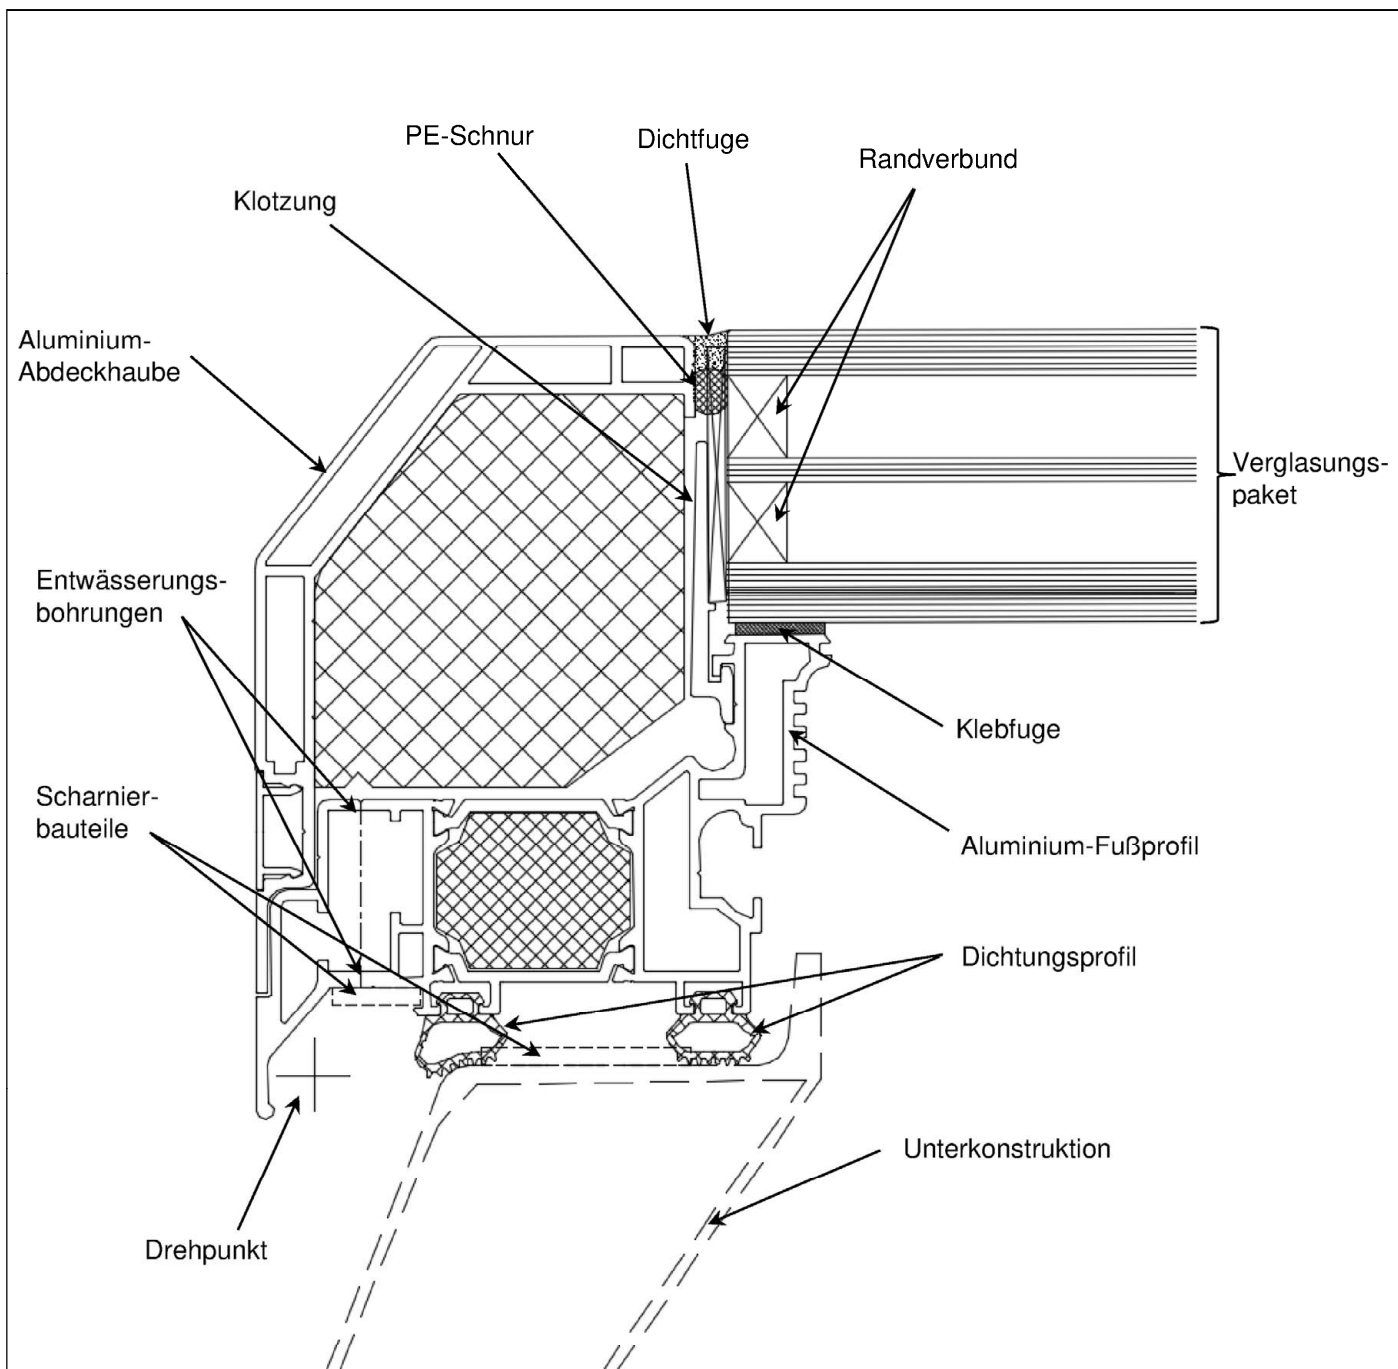 PE-Schnur
Dichtfuge
Randverbund
Klotzung
Aluminium-
Abdeckhaube
Verglasungs-
paket
Entwässerungs-
bohrungen
Klebfuge
Scharnier-
bauteile
Aluminium-Fußprofil
Dichtungsprofil
Unterkonstruktion
Drehpunkt